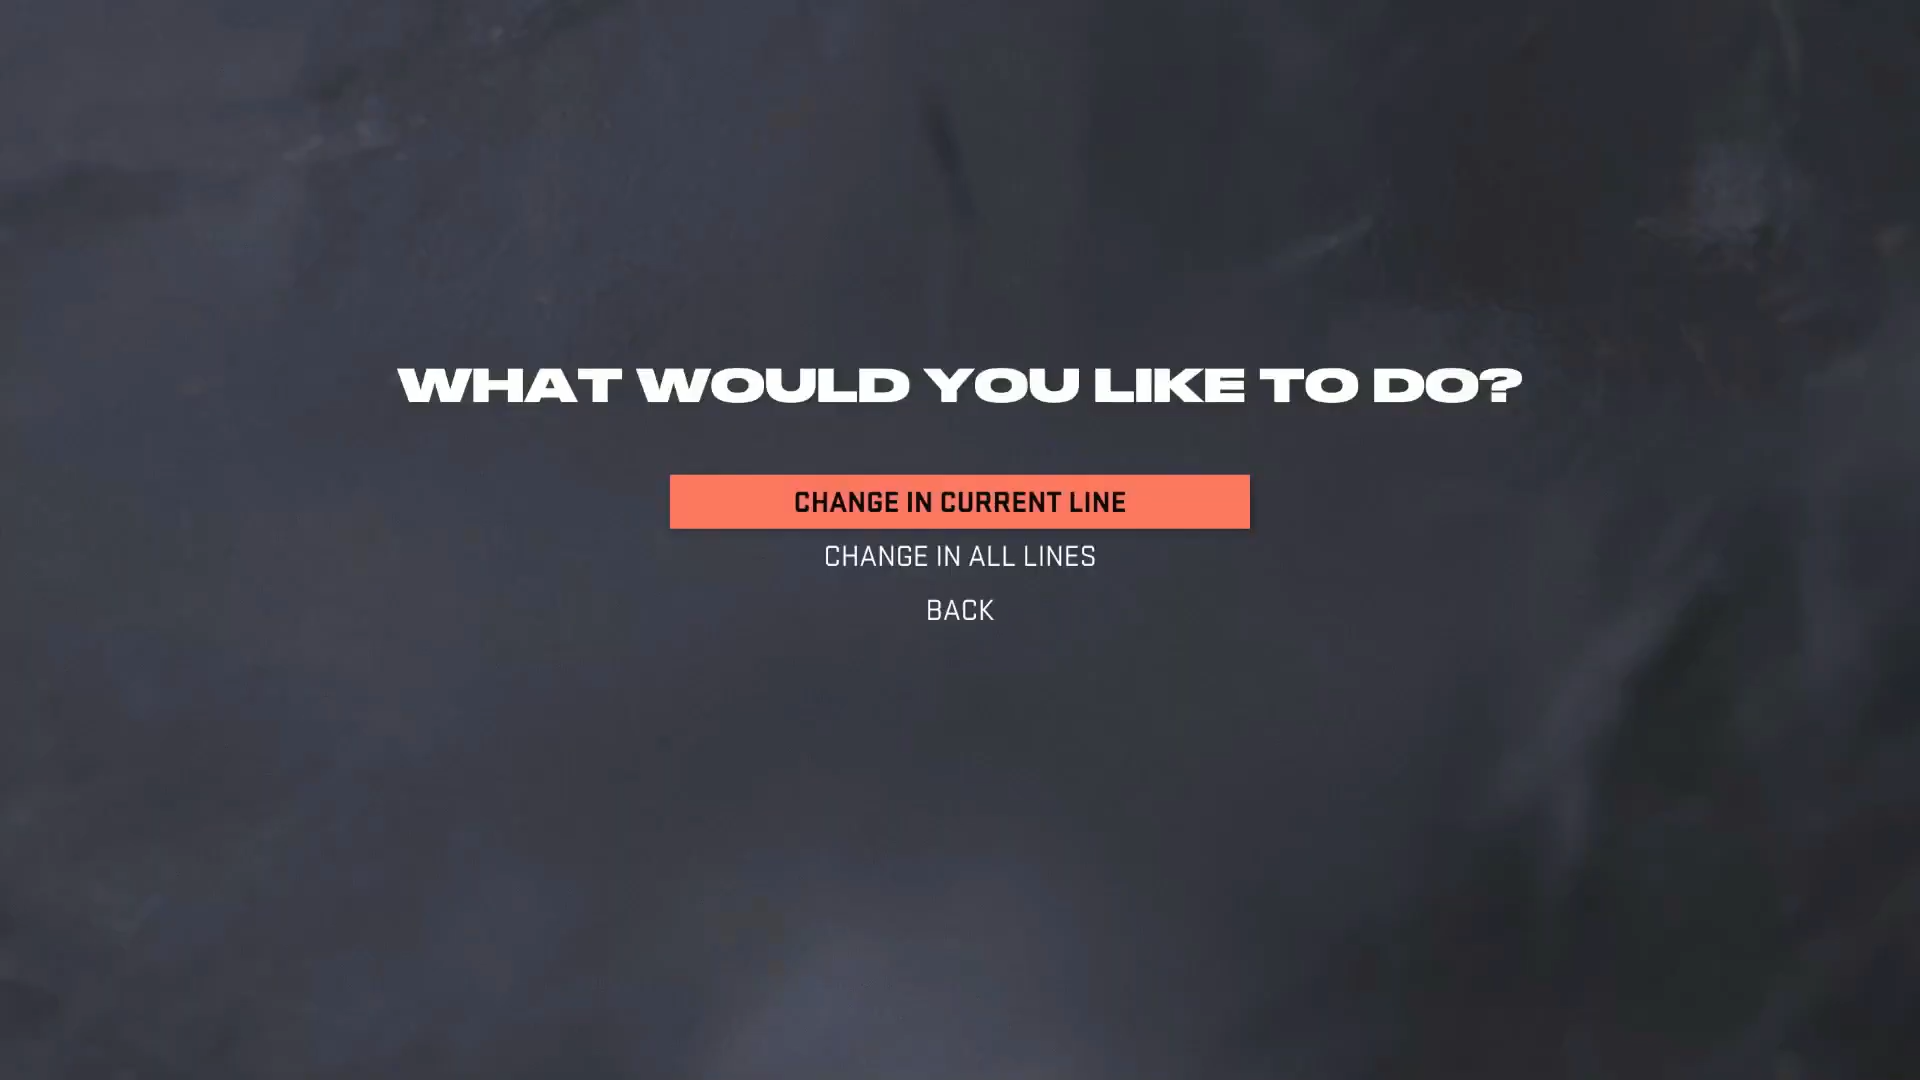 WHAT WOULD YOU LIKE TO DO?
CHANGE IN CURRENT LINE
CHANGE IN ALL LINES
BACK